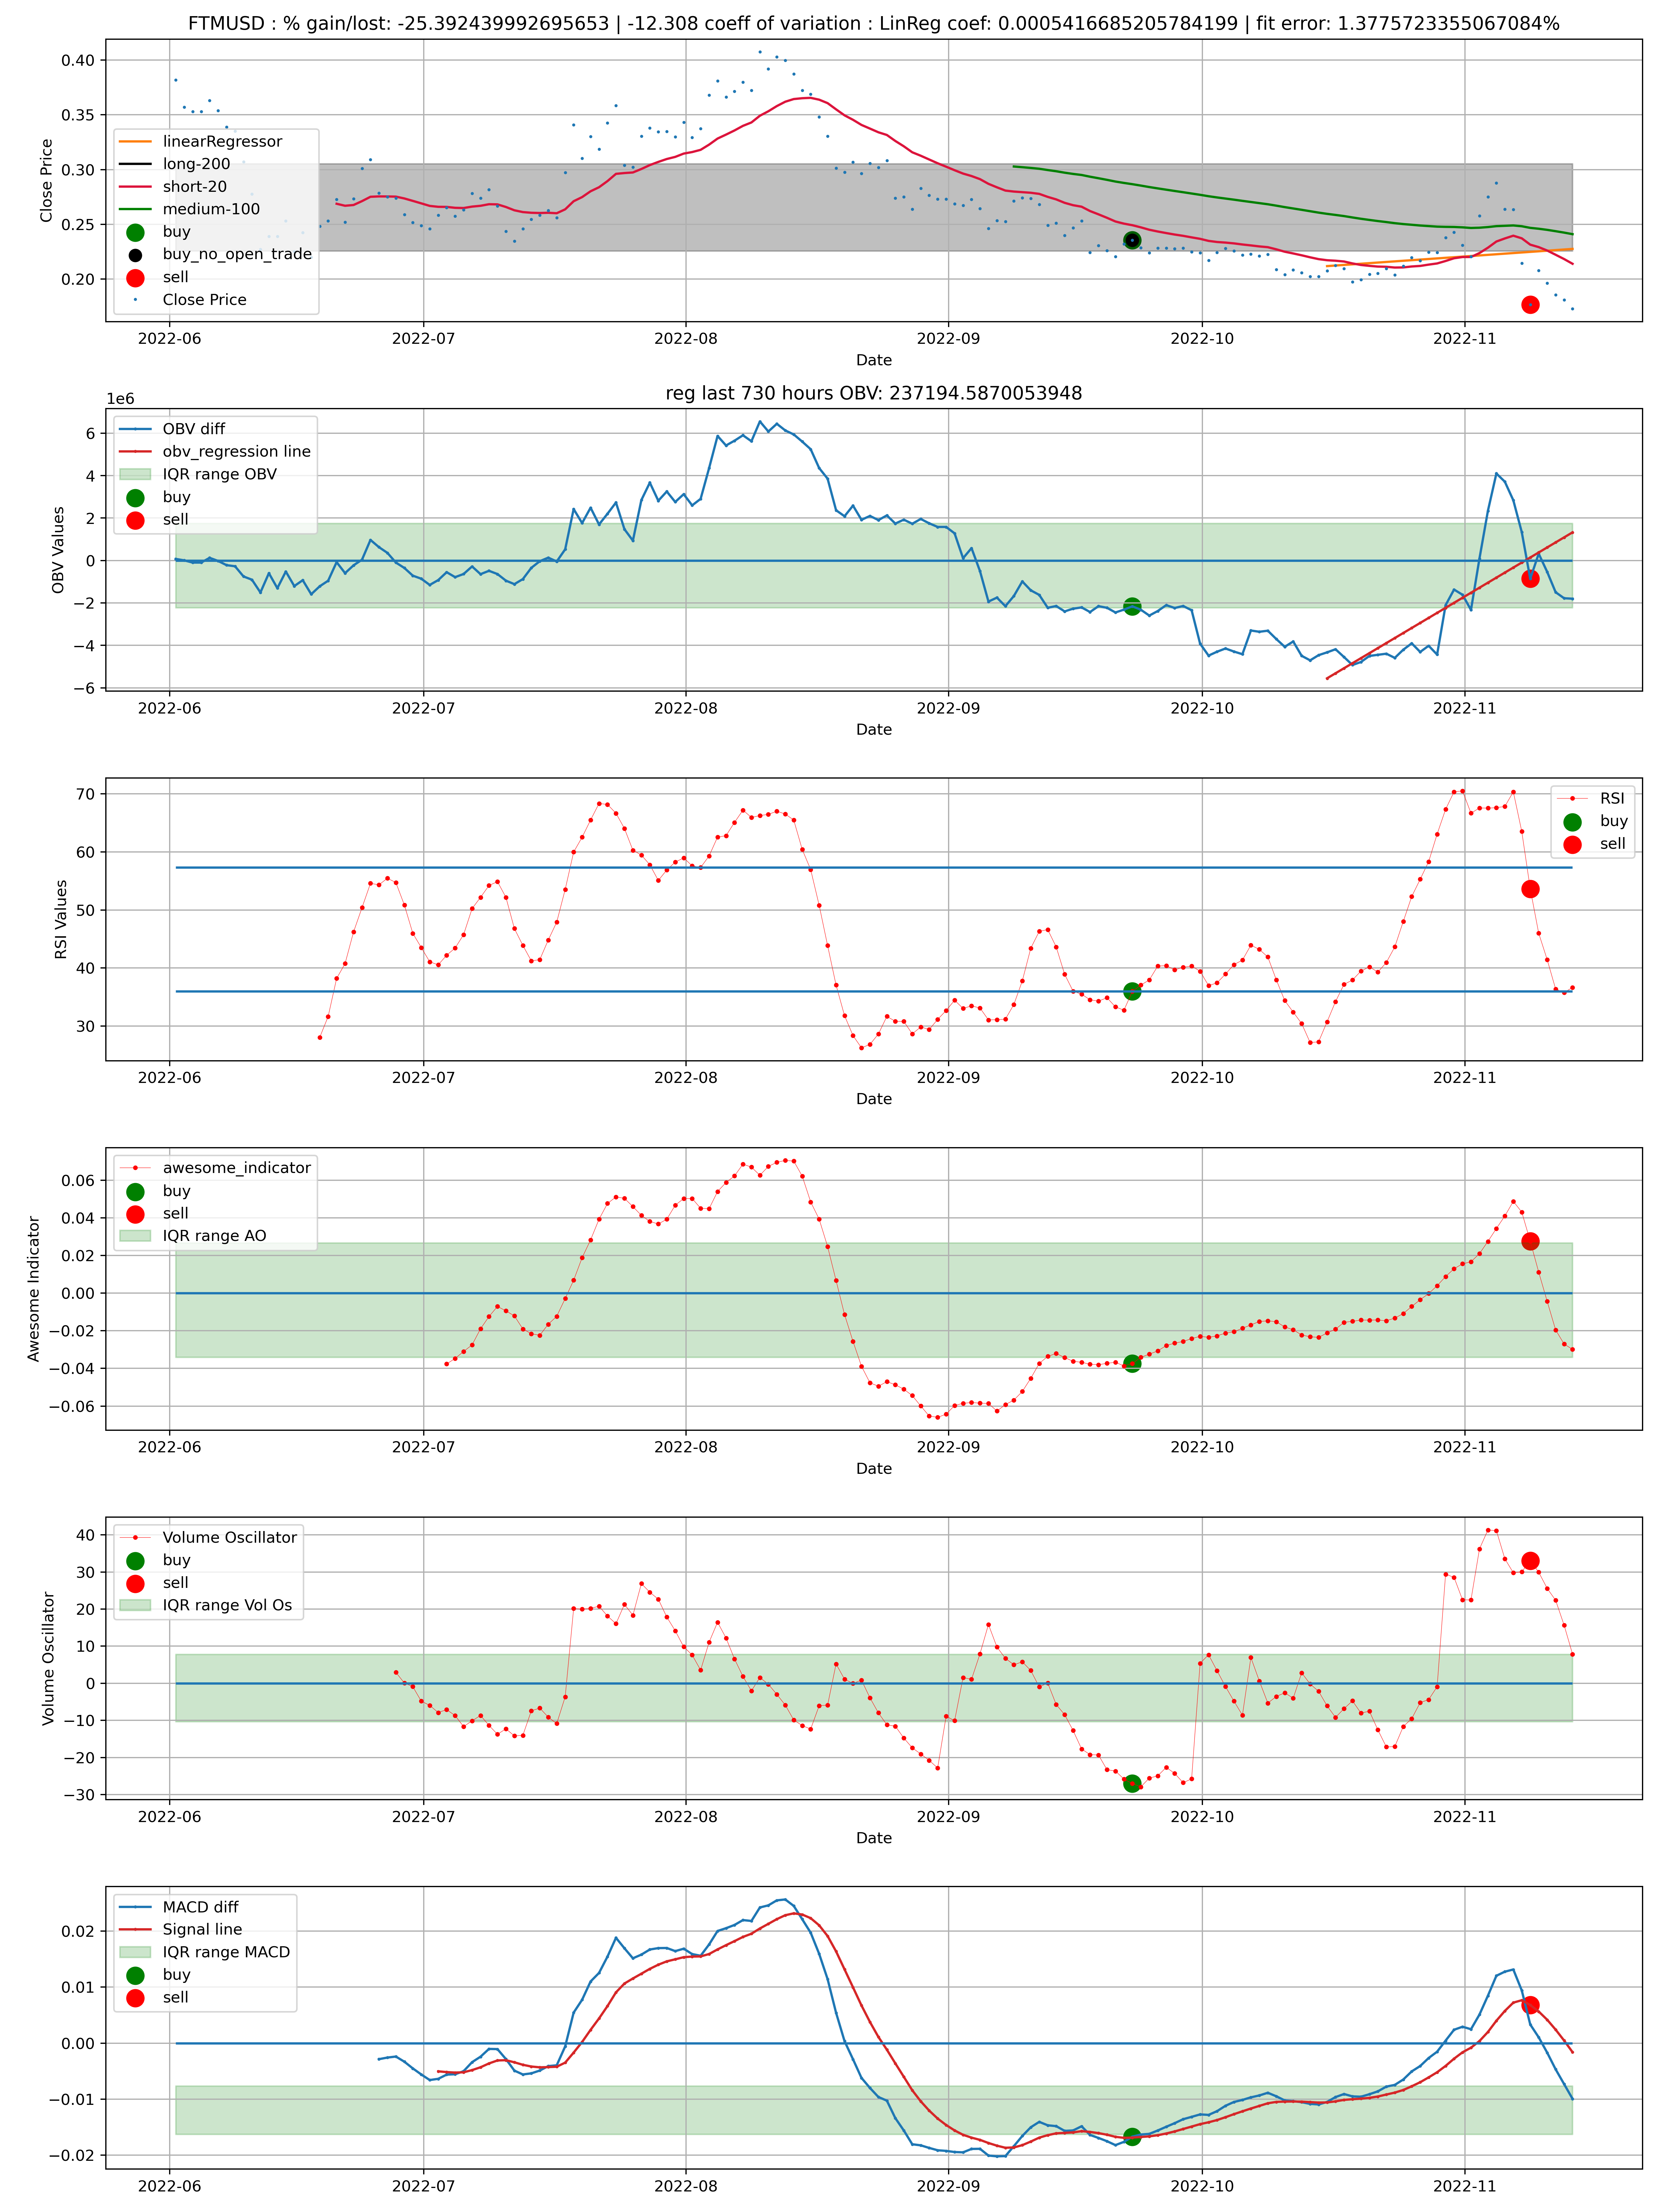 FTMUSD : % gain/lost: -25.392439992695653 | -12.308 coeff of variation : LinReg coef: 0.0005416685205784199 | fit error: 1.3775723355067084%
0.40
0.35
0.30
0.25
0.20
Close Price
linearRegressor
long-200
short-20
medium-100
buy
buy_no_open_trade
sell
Close Price
2022-06
2022-07
2022-08
2022-09
2022-10
2022-11
Date
reg last 730 hours OBV: 237194.5870053948
1e6
6
4
2
0
−2
−4
−6
OBV Values
OBV diff
obv_regression line
IQR range OBV
buy
sell
2022-06
2022-07
2022-08
2022-09
2022-10
2022-11
Date
70
60
50
40
30
RSI Values
RSI
buy
sell
2022-06
2022-07
2022-08
2022-09
2022-10
2022-11
Date
0.06
0.04
0.02
0.00
−0.02
−0.04
−0.06
Awesome Indicator
awesome_indicator
buy
sell
IQR range AO
2022-06
2022-07
2022-08
2022-09
2022-10
2022-11
Date
40
30
20
10
0
−10
−20
−30
Volume Oscillator
Volume Oscillator
buy
sell
IQR range Vol Os
2022-06
2022-07
2022-08
2022-09
2022-10
2022-11
Date
0.02
0.01
0.00
−0.01
−0.02
MACD diff
Signal line
IQR range MACD
buy
sell
2022-06
2022-07
2022-08
2022-09
2022-10
2022-11